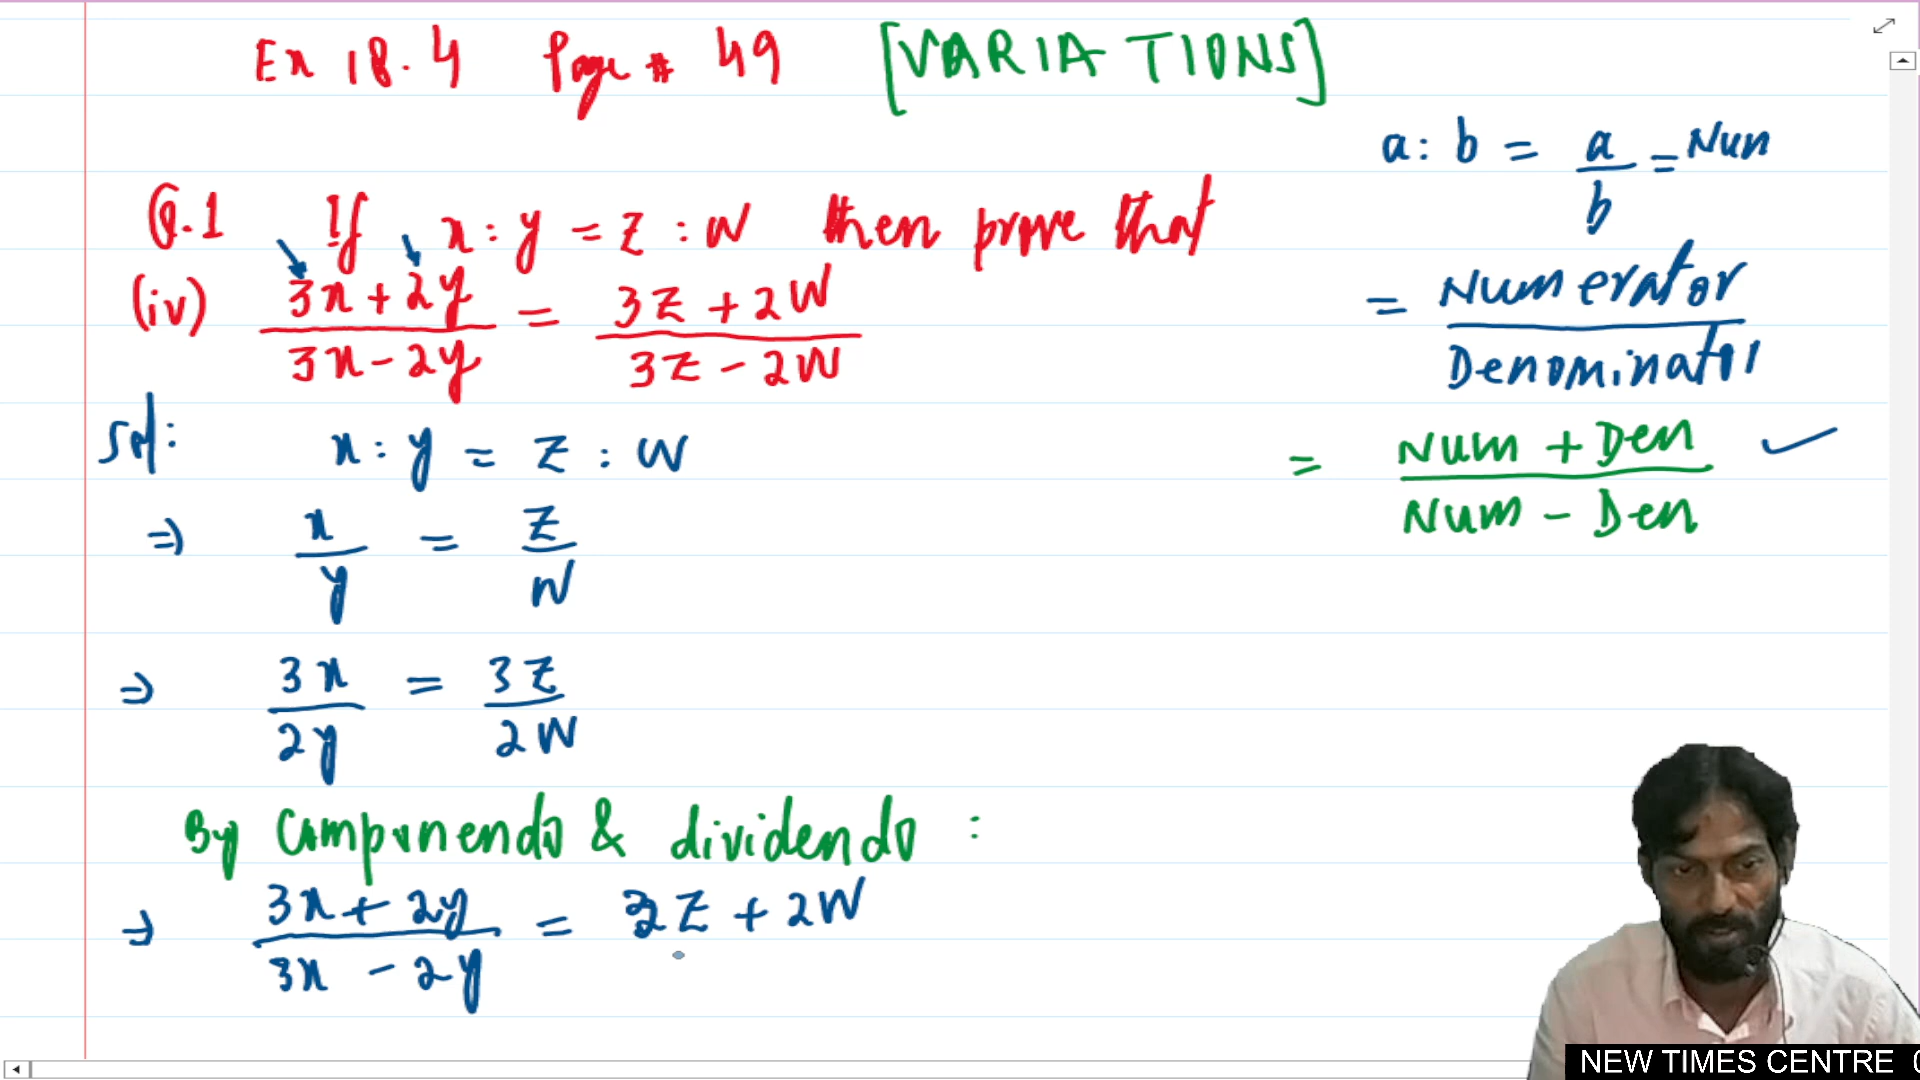 Ex 18.4 Page # 49 [VARIATIONS]
a : b = a/b = Num
Q.1 If x : y = z : w then prove that
(iv) 3x + 2y / 3x - 2y = 3z + 2w / 3z - 2w
= Numerator / Denominator
= Num + Den / Num - Den ✓
Sol: x : y = z : w
⇒ x/y = z/w
⇒ 3x/2y = 3z/2w
By Componendo & dividendo :
⇒ 3x + 2y / 3x - 2y = 3z + 2w
NEW TIMES CENTRE